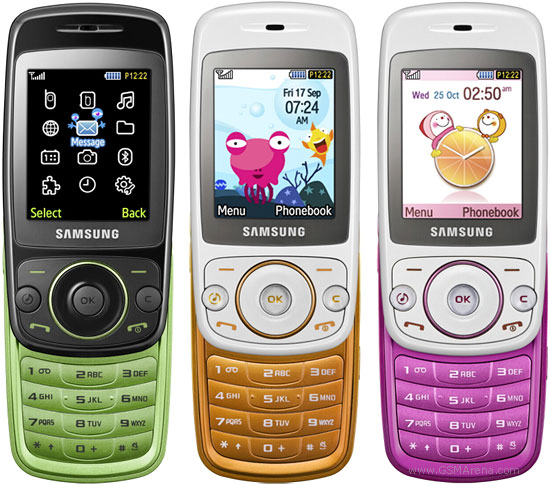 P12:22
Message
Select Back
SAMSUNG
OK
C
1
2 ABC
3 DEF
4 GHI
5 JKL
6 MNO
7 PQRS
8 TUV
9 WXYZ
* 0 + #
P12:22
Fri 17 Sep
07:24
AM
Menu Phonebook
SAMSUNG
OK
C
1
2 ABC
3 DEF
4 GHI
5 JKL
6 MNO
7 PQRS
8 TUV
9 WXYZ
* 0 + #
P12:22
Wed 25 Oct 02:50 am
Menu Phonebook
SAMSUNG
OK
C
1
2 ABC
3 DEF
4 GHI
5 JKL
6 MNO
7 PQRS
8 TUV
9 WXYZ
* 0 + #
www.GSMArena.com